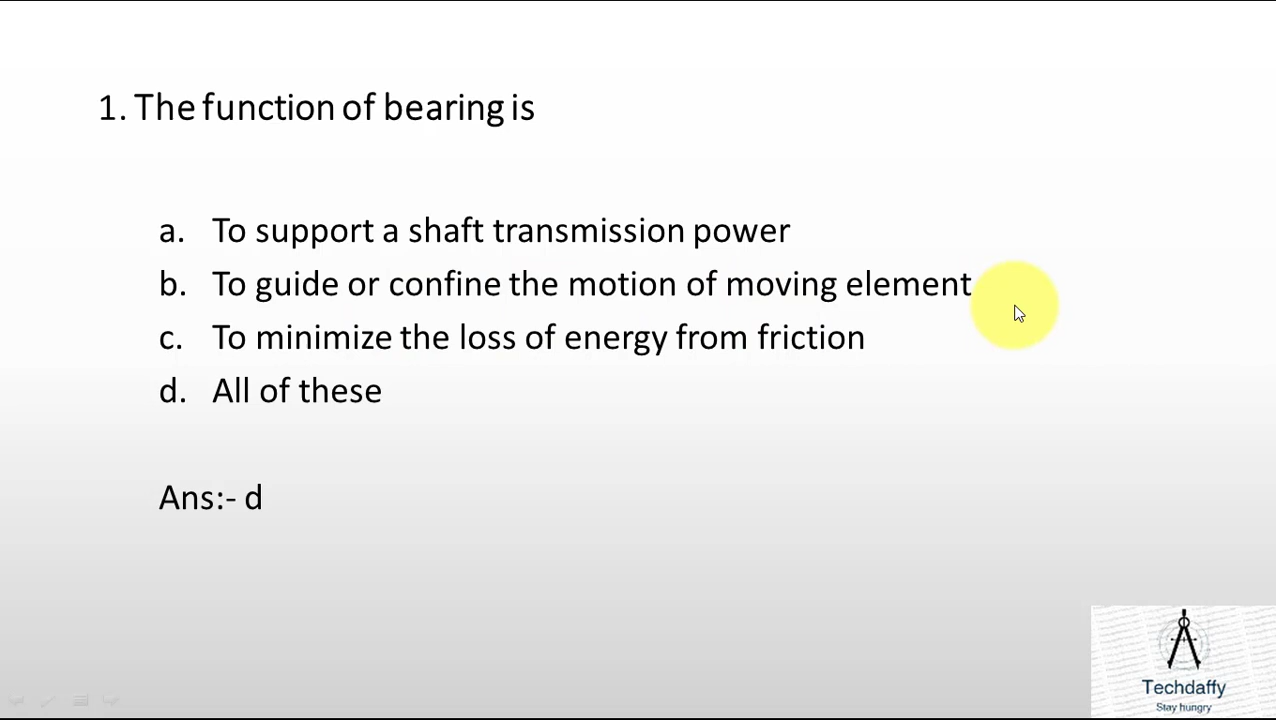 1. The function of bearing is
a. To support a shaft transmission power
b. To guide or confine the motion of moving element
c. To minimize the loss of energy from friction
d. All of these
Ans:- d
Techdaffy
Stay hungry